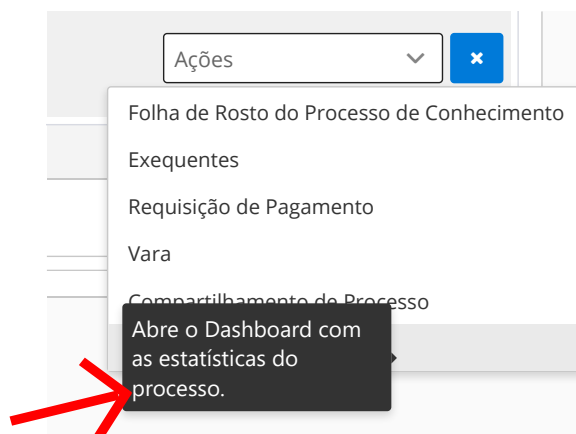 Ações
Folha de Rosto do Processo de Conhecimento
Exequentes
Requisição de Pagamento
Vara
Compartilhamento de Processo
Abre o Dashboard com
as estatísticas do
processo.